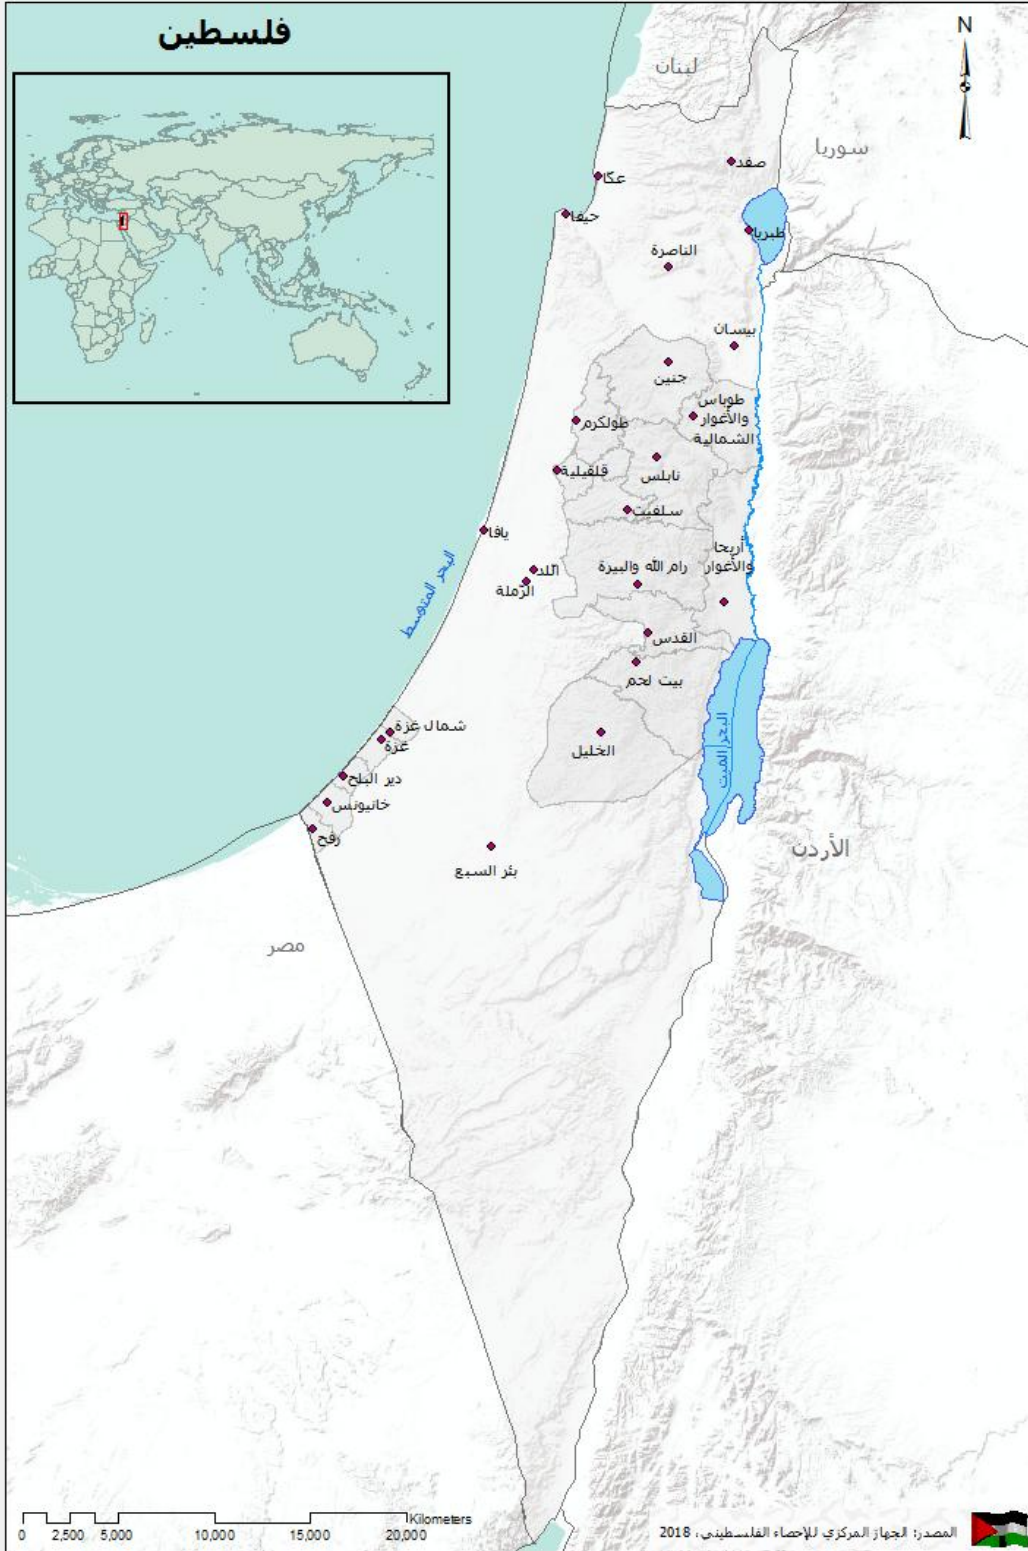 فلسطين
N
لبنان
سوريا
صفد
عكا
حيفا
طبريا
الناصرة
بيسان
جنين
طوباس
والأغوار
الشمالية
طولكرم
نابلس
قلقيلية
سلفيت
يافا
أريحا
والأغوار
اللد
رام الله والبيرة
الرملة
البحر المتوسط
القدس
بيت لحم
شمال غزة
غزة
الخليل
البحر الميت
دير البلح
خانيونس
رفح
الأردن
بئر السبع
مصر
Kilometers
0 2,500 5,000 10,000 15,000 20,000
المصدر: الجهاز المركزي للإحصاء الفلسطيني، 2018